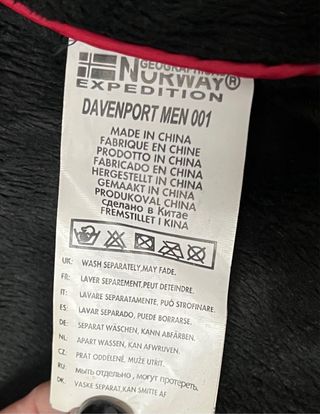 GEOGRAPHICAL
NORWAY®
EXPEDITION
DAVENPORT MEN 001
MADE IN CHINA
FABRIQUE EN CHINE
PRODOTTO IN CHINA
FABRICADO EN CHINA
HERGESTELLT IN CHINA
GEMAAKT IN CHINA
PRODUKOVAL CHINA
сделано в Китае
FREMSTILLET I KINA
UK: WASH SEPARATELY,MAY FADE.
FR: LAVER SEPAREMENT,PEUT DETEINDRE.
IT: LAVARE SEPARATAMENTE, PUÒ STROFINARE.
ES: LAVAR SEPARADO, PUEDE BORRARSE.
DE: SEPARAT WÄSCHEN, KANN ABFÄRBEN.
NL: APART WASSEN, KAN AFWRIJVEN.
CZ: PRAT ODDĚLENĚ, MUŽE UTŘIT.
RU: мыть отдельно , могут протереть.
DK: VASKE SEPARAT,KAN SMITTE AF